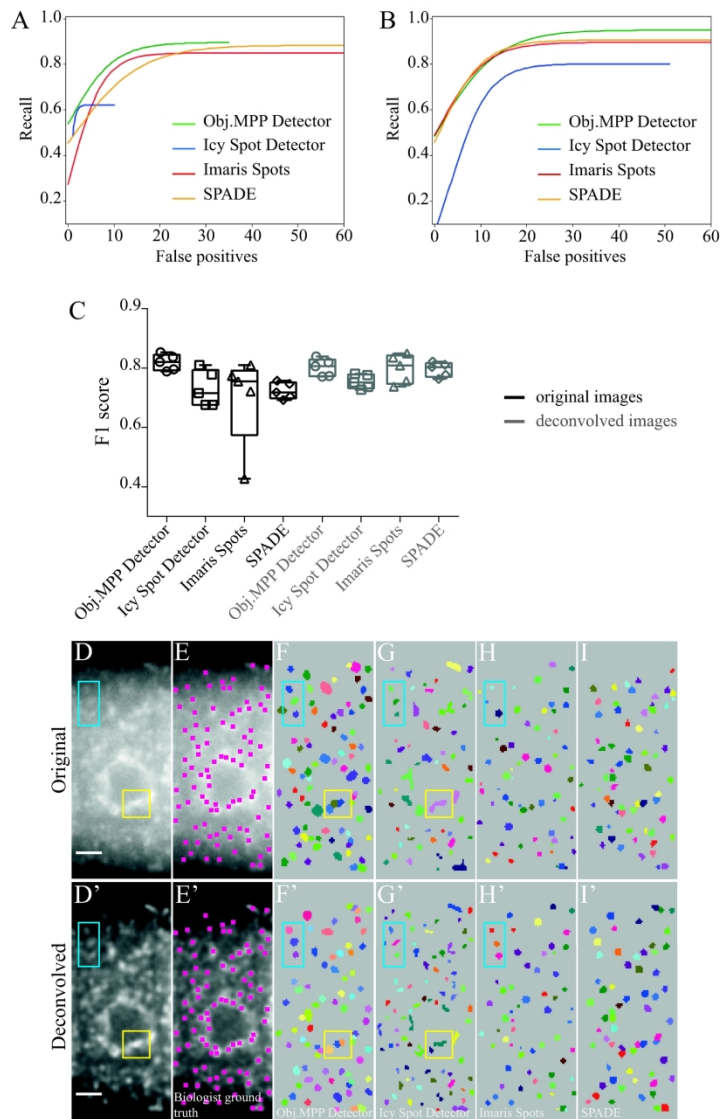 A
B
1.0
0.8
0.6
0.4
0.2
Recall
0 10 20 30 40 50 60
False positives
Obj.MPP Detector
Icy Spot Detector
Imaris Spots
SPADE
1.0
0.8
0.6
0.4
0.2
Recall
0 10 20 30 40 50 60
False positives
Obj.MPP Detector
Icy Spot Detector
Imaris Spots
SPADE
C
0.9
0.8
0.6
0.4
F1 score
Obj.MPP Detector
Icy Spot Detector
Imaris Spots
SPADE
Obj.MPP Detector
Icy Spot Detector
Imaris Spots
SPADE
original images
deconvolved images
D E F G H I
Original
D' E' F' G' H' I'
Deconvolved
Biologist ground
truth
Obj.MPP Detector
Icy Spot Detector
Imaris Spots
SPADE